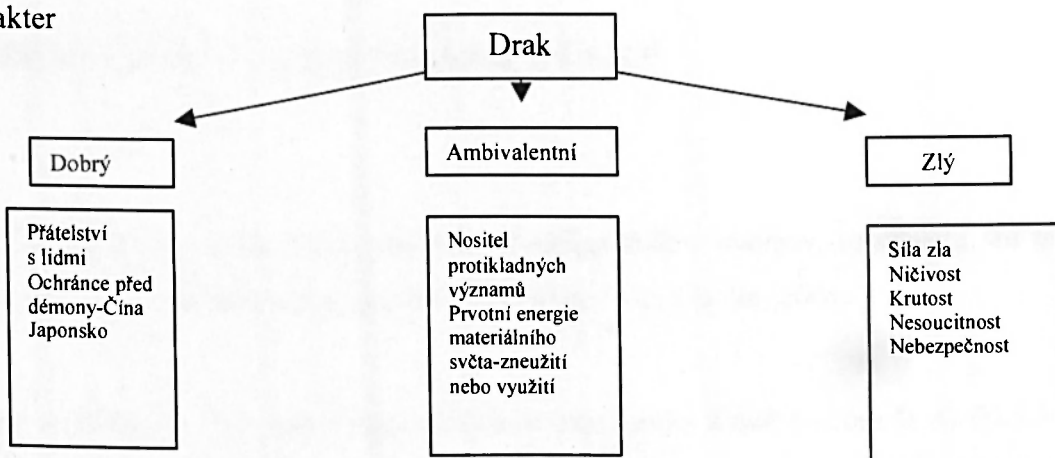 akter
Drak
Dobrý
Ambivalentní
Zlý
Přátelství
s lidmi
Ochránce před
démony-Čína
Japonsko
Nositel
protikladných
významů
Prvotní energie
materiálního
světa-zneužití
nebo využití
Síla zla
Ničivost
Krutost
Nesoucitnost
Nebezpečnost